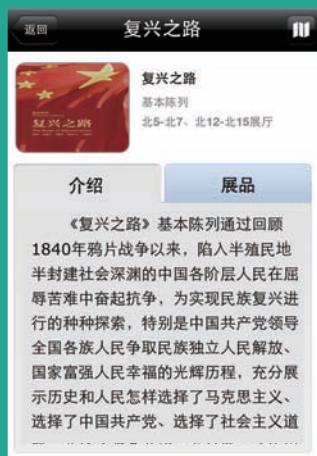 返回
复兴之路
复兴之路
复兴之路
基本陈列
北5-北7、北12-北15展厅
介绍
展品
《复兴之路》基本陈列通过回顾
1840年鸦片战争以来，陷入半殖民地
半封建社会深渊的中国各阶层人民在屈
辱苦难中奋起抗争，为实现民族复兴进
行的种种探索，特别是中国共产党领导
全国各族人民争取民族独立人民解放、
国家富强人民幸福的光辉历程，充分展
示历史和人民怎样选择了马克思主义、
选择了中国共产党、选择了社会主义道